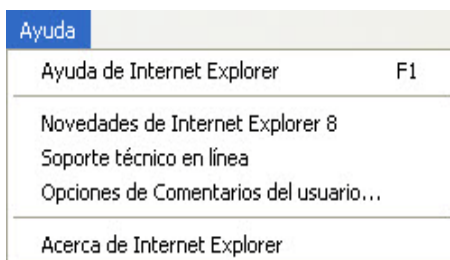 Ayuda
Ayuda de Internet Explorer F1
Novedades de Internet Explorer 8
Soporte técnico en línea
Opciones de Comentarios del usuario...
Acerca de Internet Explorer